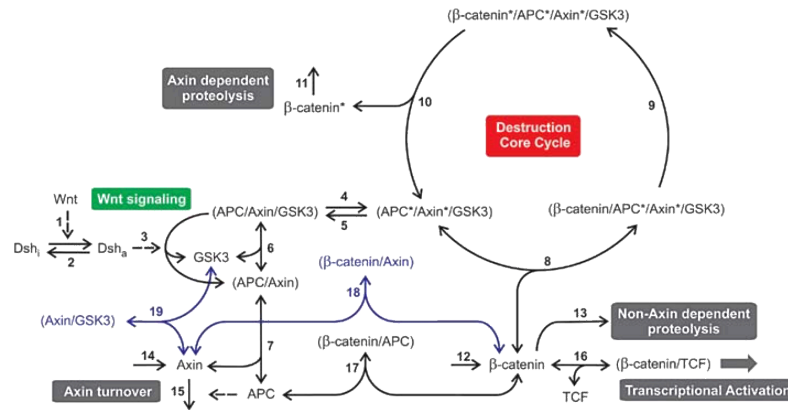 (β-catenin*/APC*/Axin*/GSK3)
Axin dependent
proteolysis
11
β-catenin*
10
9
Destruction
Core Cycle
Wnt
Wnt signaling
(APC/Axin/GSK3)
4
5
(APC*/Axin*/GSK3)
(β-catenin/APC*/Axin*/GSK3)
1
Dshi
2
Dsha
3
GSK3
6
(β-catenin/Axin)
8
(APC/Axin)
18
(Axin/GSK3)
19
13
Non-Axin dependent
proteolysis
7
(β-catenin/APC)
14
Axin
17
12
β-catenin
16
(β-catenin/TCF)
Axin turnover
15
APC
TCF
Transcriptional Activation